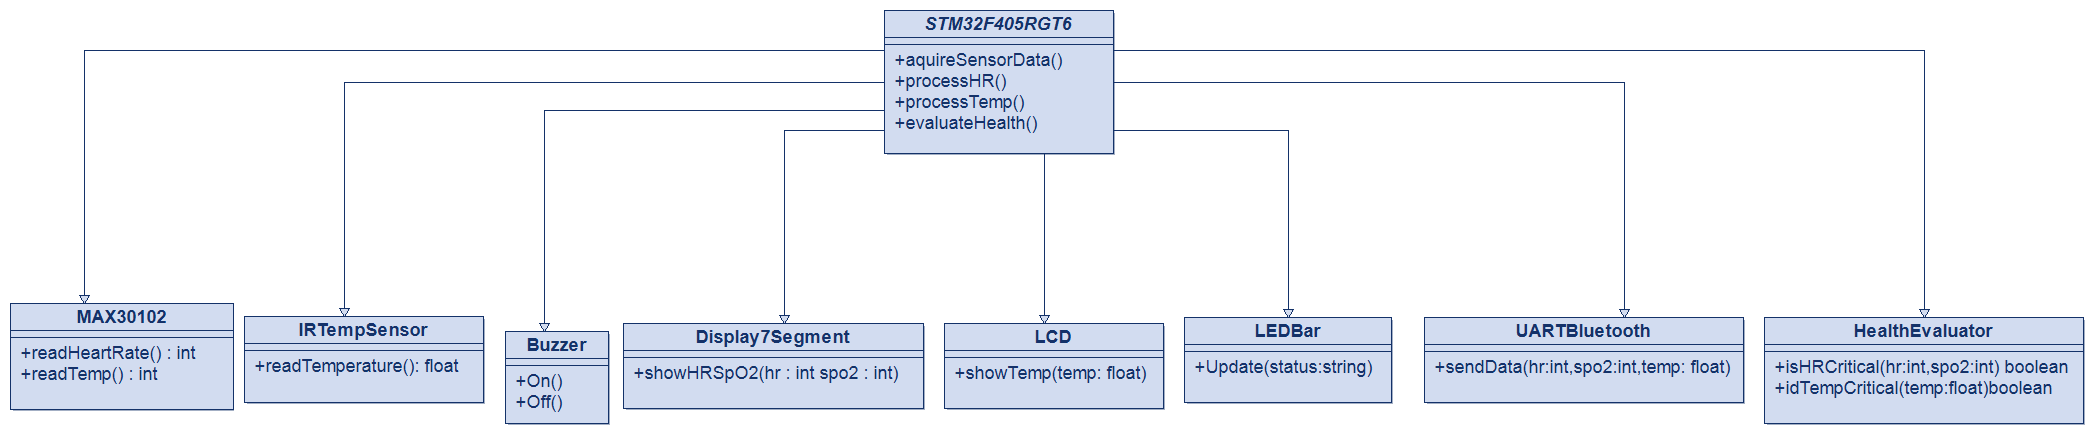 STM32F405RGT6
+aquireSensorData()
+processHR()
+processTemp()
+evaluateHealth()
MAX30102
+readHeartRate() : int
+readTemp() : int
IRTempSensor
+readTemperature(): float
Buzzer
+On()
+Off()
Display7Segment
+showHRSpO2(hr : int spo2 : int)
LCD
+showTemp(temp: float)
LEDBar
+Update(status:string)
UARTBluetooth
+sendData(hr:int,spo2:int,temp: float)
HealthEvaluator
+isHRCritical(hr:int,spo2:int) boolean
+idTempCritical(temp:float)boolean